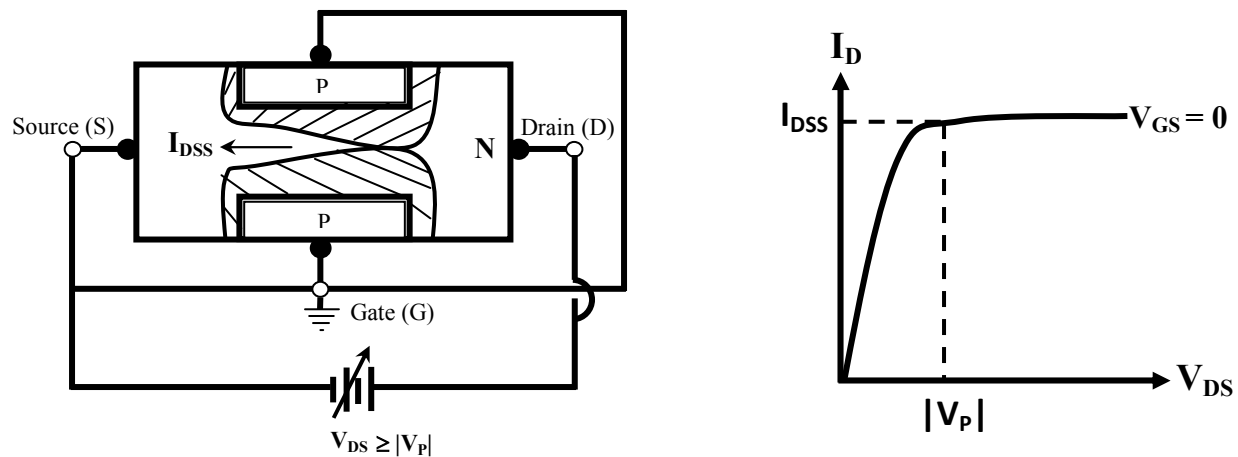 P
Source (S)
I_DSS
N
Drain (D)
P
Gate (G)
V_DS ≥ |V_P|
I_D
I_DSS
V_GS = 0
|V_P|
V_DS